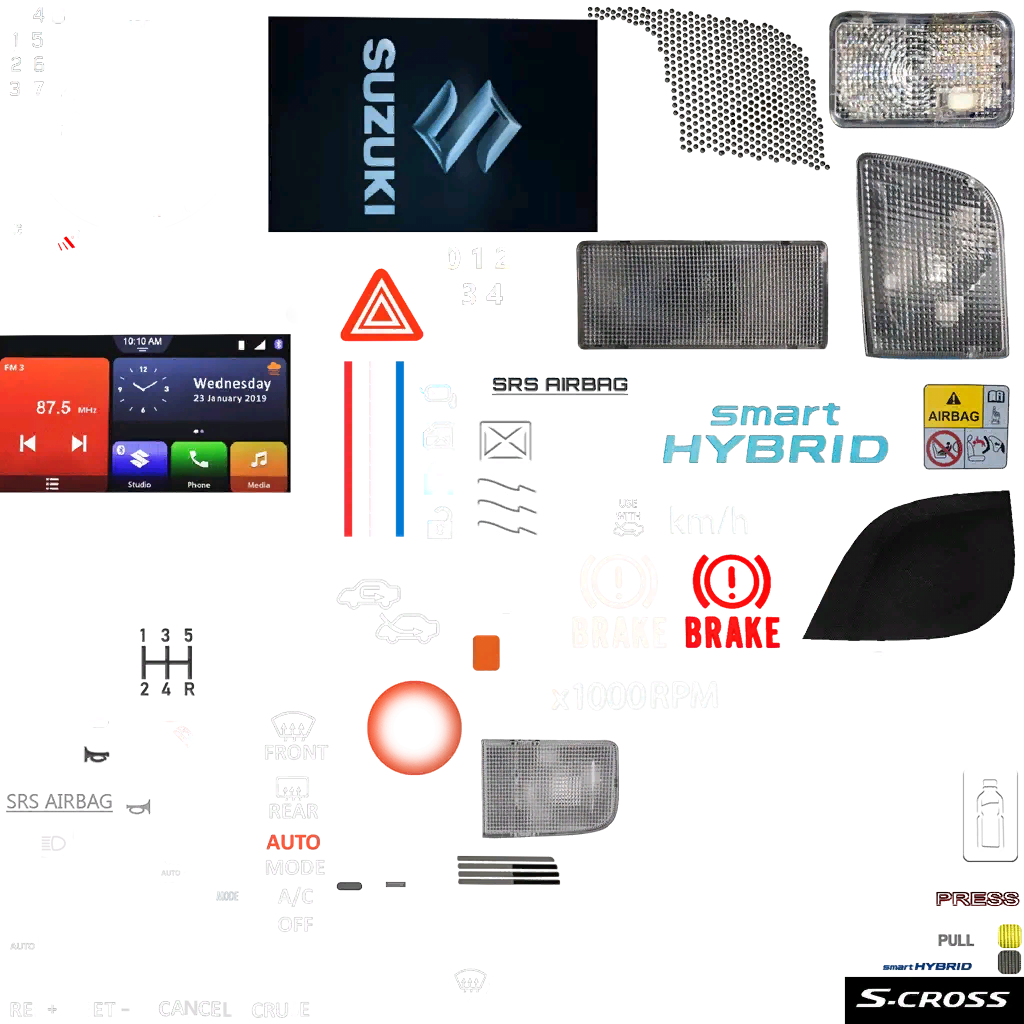 4
1 5
2 6
3 7
SUZUKI
0 1 2
3 4
10:10 AM
FM 3
87.5 MHz
12
9 3
6
Wednesday
23 January 2019
Studio
Phone
Media
SRS AIRBAG
smart
HYBRID
AIRBAG
USE
WITH
km/h
BRAKE
BRAKE
1 3 5
2 4 R
x1000RPM
FRONT
SRS AIRBAG
REAR
AUTO
MODE
AUTO
MODE
A/C
OFF
PRESS
PULL
AUTO
smart HYBRID
S-CROSS
RE +
ET -
CANCEL
CRU E